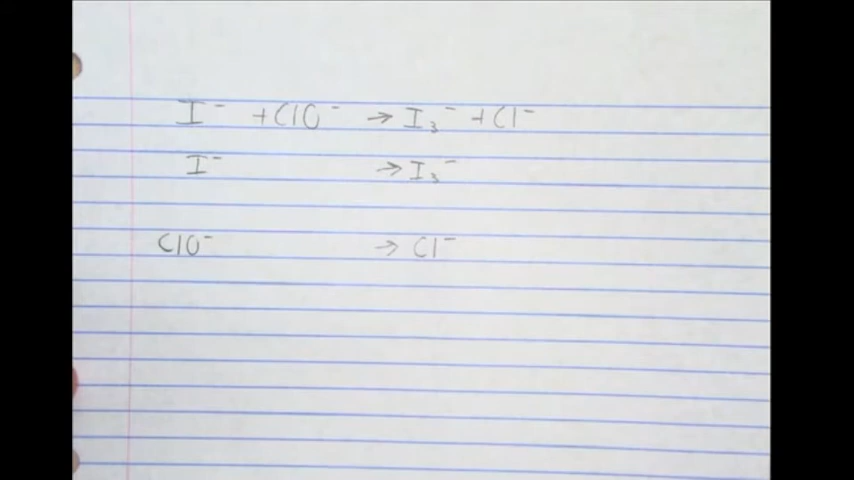 I⁻ + ClO⁻ → I₃⁻ + Cl⁻
I⁻ → I₃⁻
ClO⁻ → Cl⁻